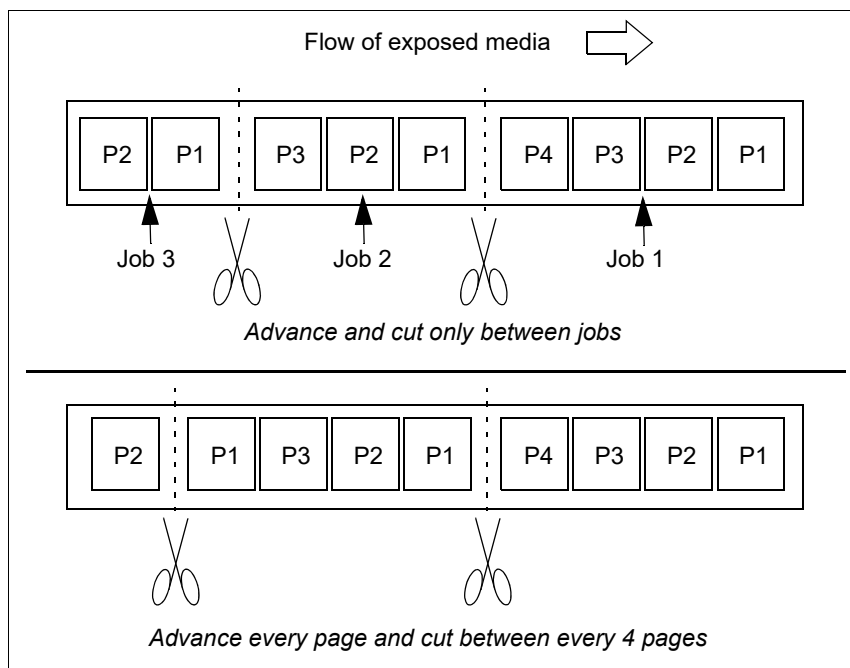 Flow of exposed media
P2 P1 P3 P2 P1 P4 P3 P2 P1
Job 3 Job 2 Job 1
Advance and cut only between jobs
P2 P1 P3 P2 P1 P4 P3 P2 P1
Advance every page and cut between every 4 pages